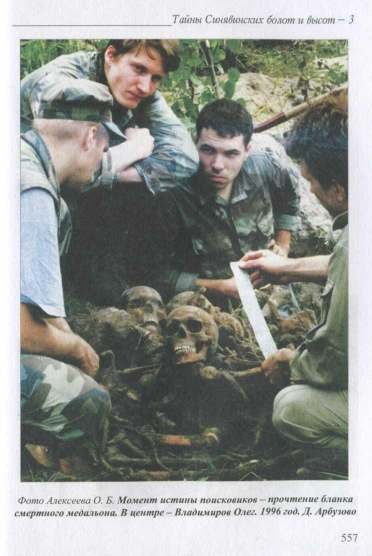 Тайны Синявинских болот и высот – 3
Фото Алексеева О. Б. Момент истины поисковиков – прочтение бланка
смертного медальона. В центре – Владимиров Олег. 1996 год. Д. Арбузово
557